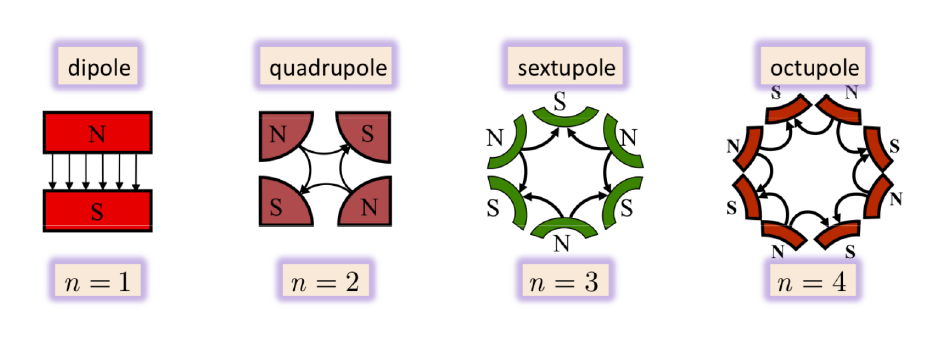 dipole
quadrupole
sextupole
octupole
N
S
N
S
S
N
S
N
N
S
S
N
S
N
N
S
S
N
N
S
n = 1
n = 2
n = 3
n = 4